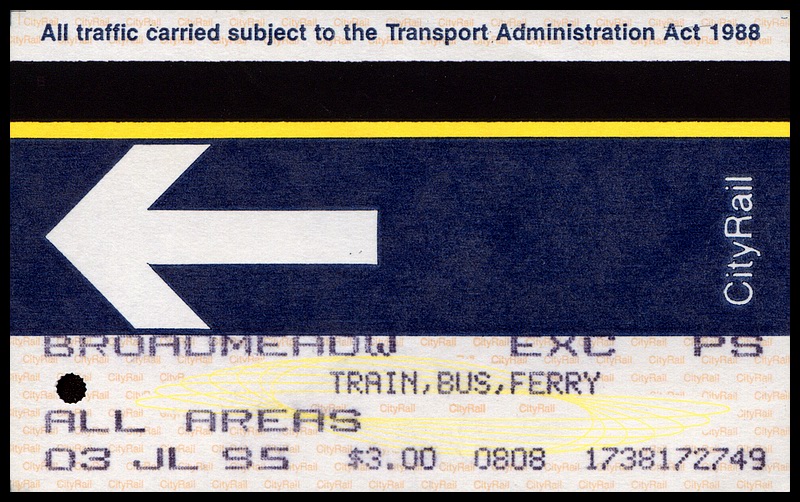 All traffic carried subject to the Transport Administration Act 1988
CityRail
BROADMEADW EXC PS
TRAIN,BUS,FERRY
ALL AREAS
03 JL 95 $3.00 0808 1738172749